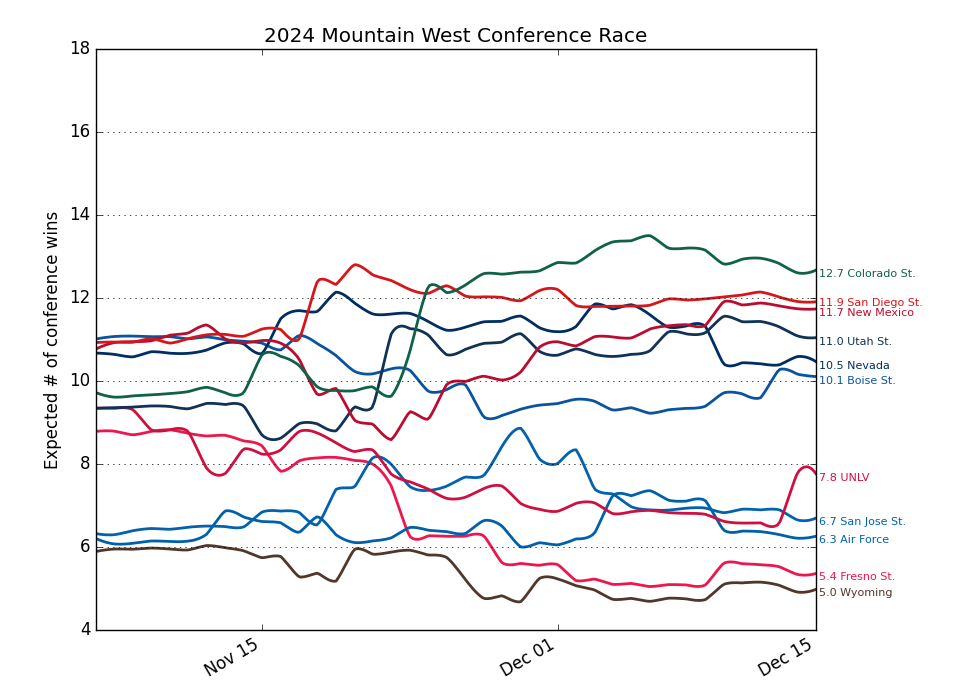 2024 Mountain West Conference Race
Expected # of conference wins
18
16
14
12
10
8
6
4
12.7 Colorado St.
11.9 San Diego St.
11.7 New Mexico
11.0 Utah St.
10.5 Nevada
10.1 Boise St.
7.8 UNLV
6.7 San Jose St.
6.3 Air Force
5.4 Fresno St.
5.0 Wyoming
Nov 15
Dec 01
Dec 15